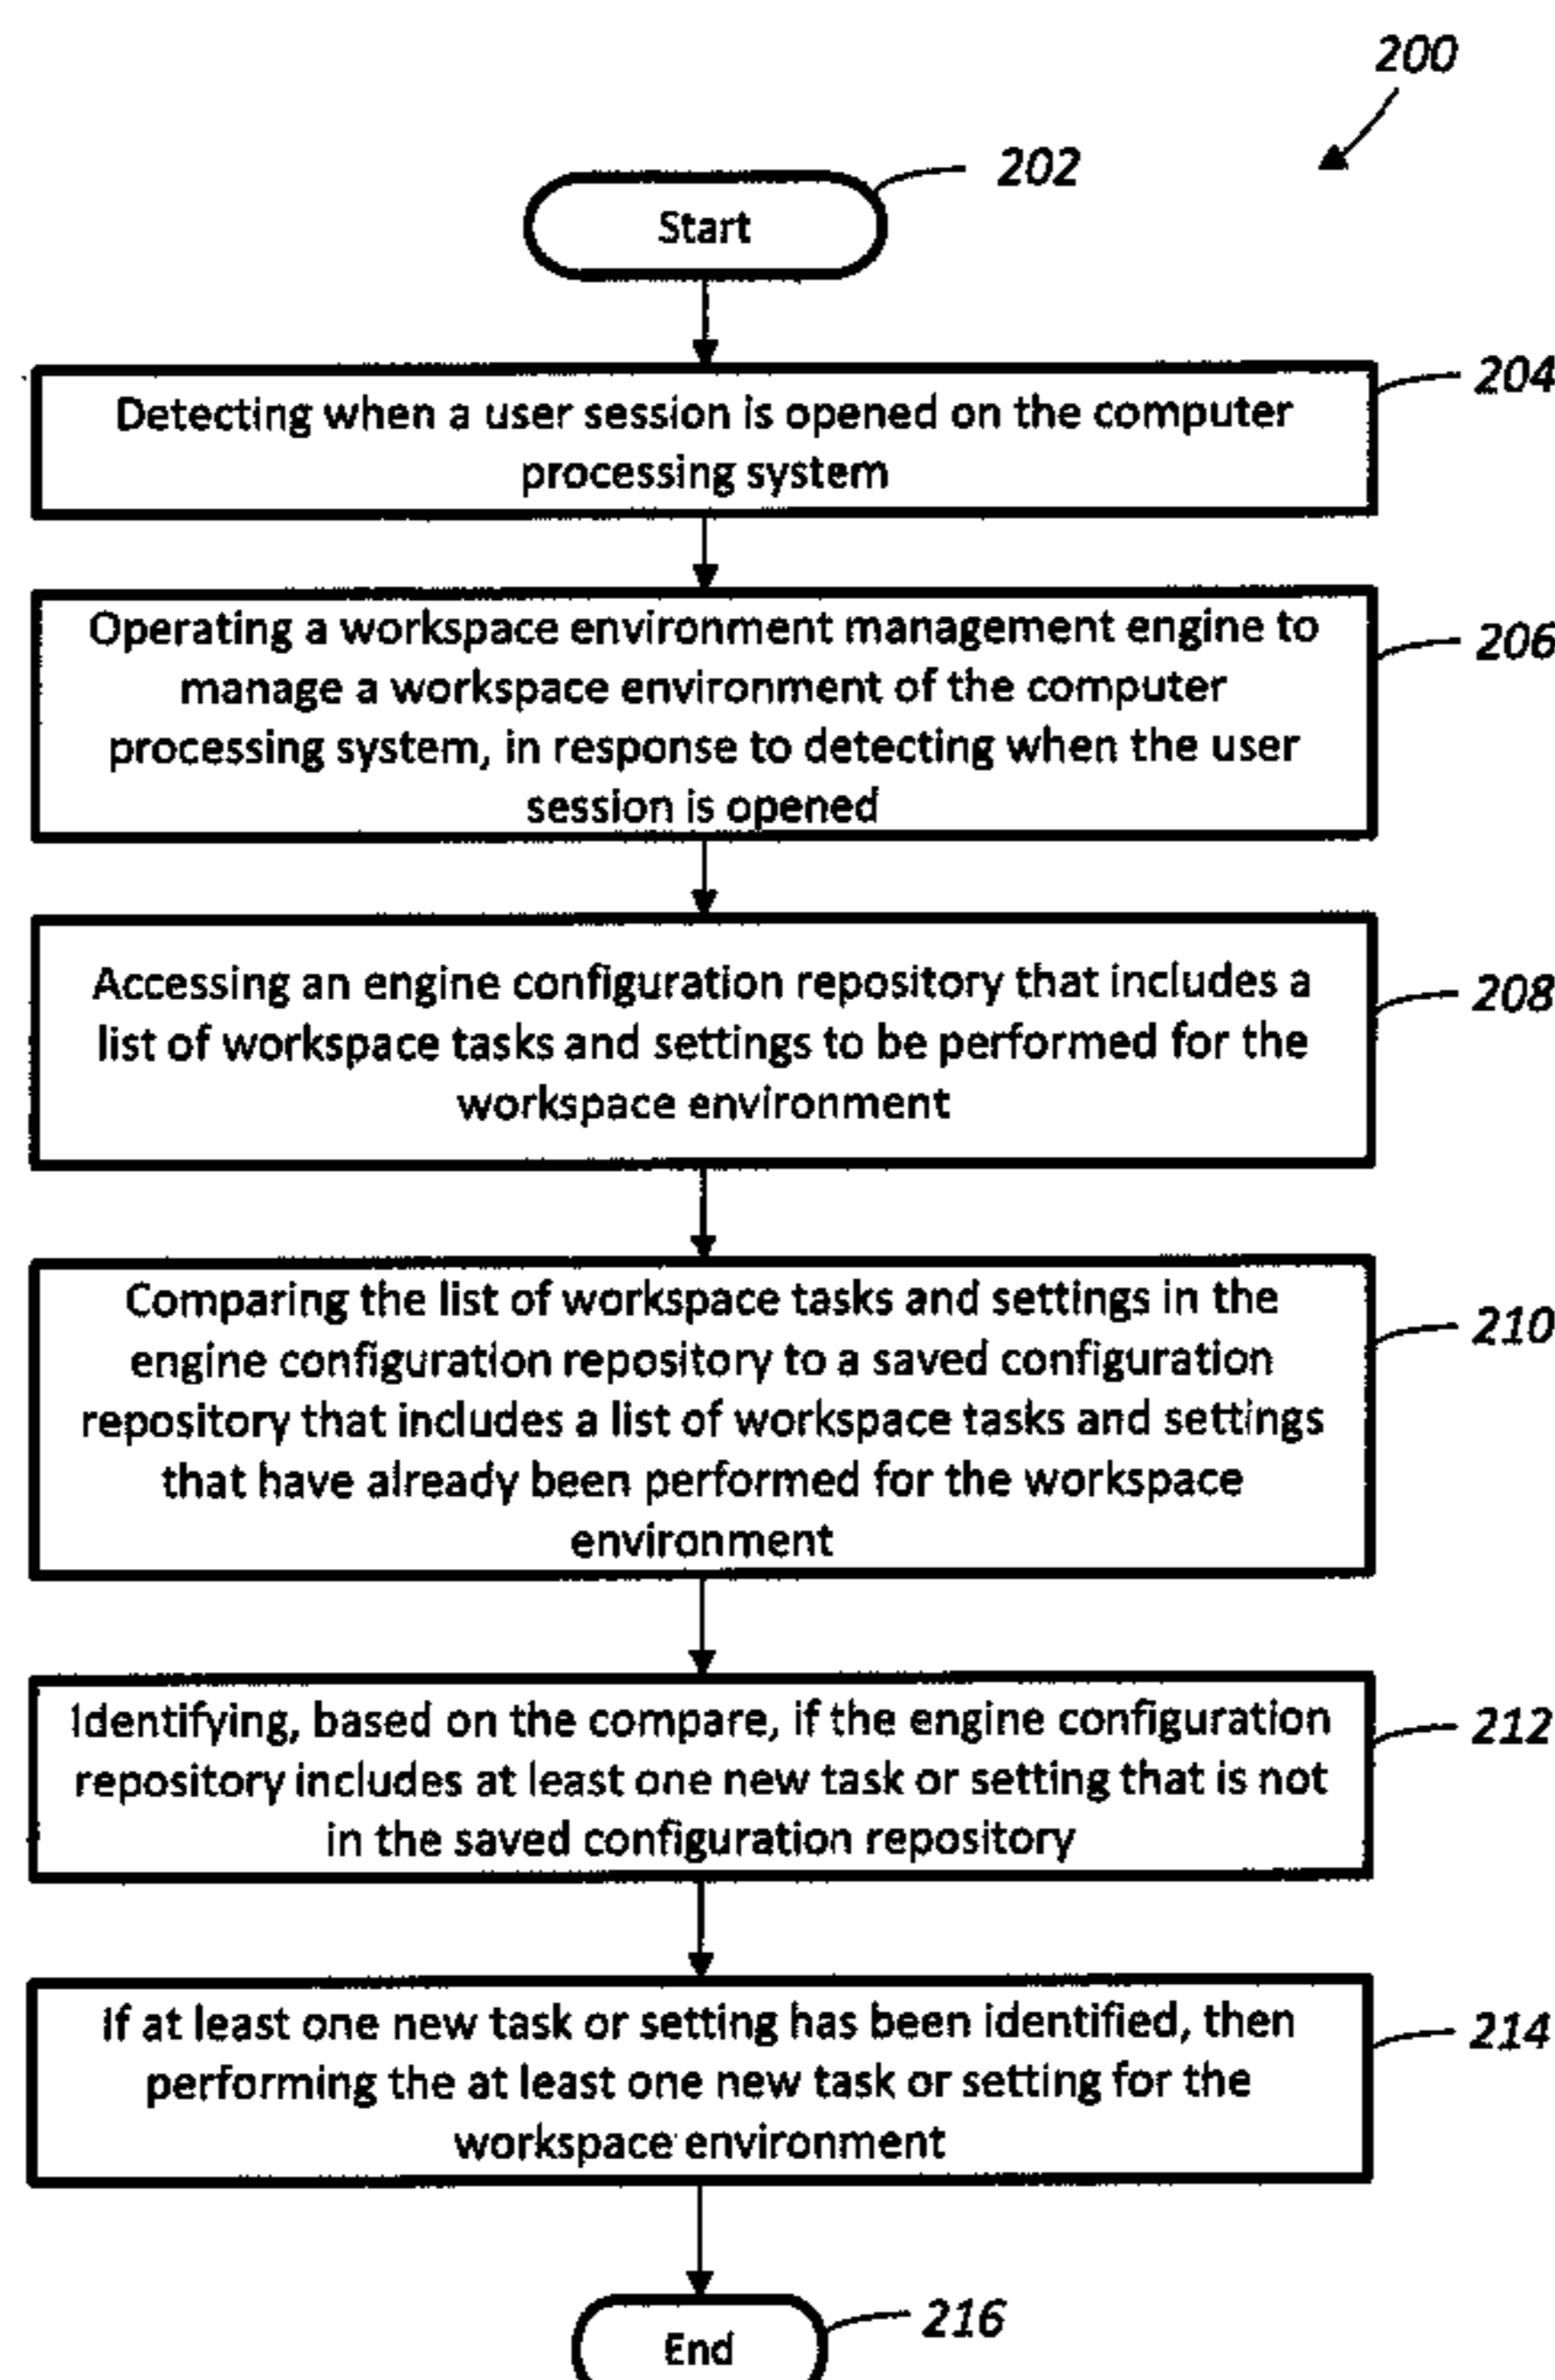 200
202
Start
204
Detecting when a user session is opened on the computer
processing system
206
Operating a workspace environment management engine to
manage a workspace environment of the computer
processing system, in response to detecting when the user
session is opened
208
Accessing an engine configuration repository that includes a
list of workspace tasks and settings to be performed for the
workspace environment
210
Comparing the list of workspace tasks and settings in the
engine configuration repository to a saved configuration
repository that includes a list of workspace tasks and settings
that have already been performed for the workspace
environment
212
Identifying, based on the compare, if the engine configuration
repository includes at least one new task or setting that is not
in the saved configuration repository
214
If at least one new task or setting has been identified, then
performing the at least one new task or setting for the
workspace environment
216
End